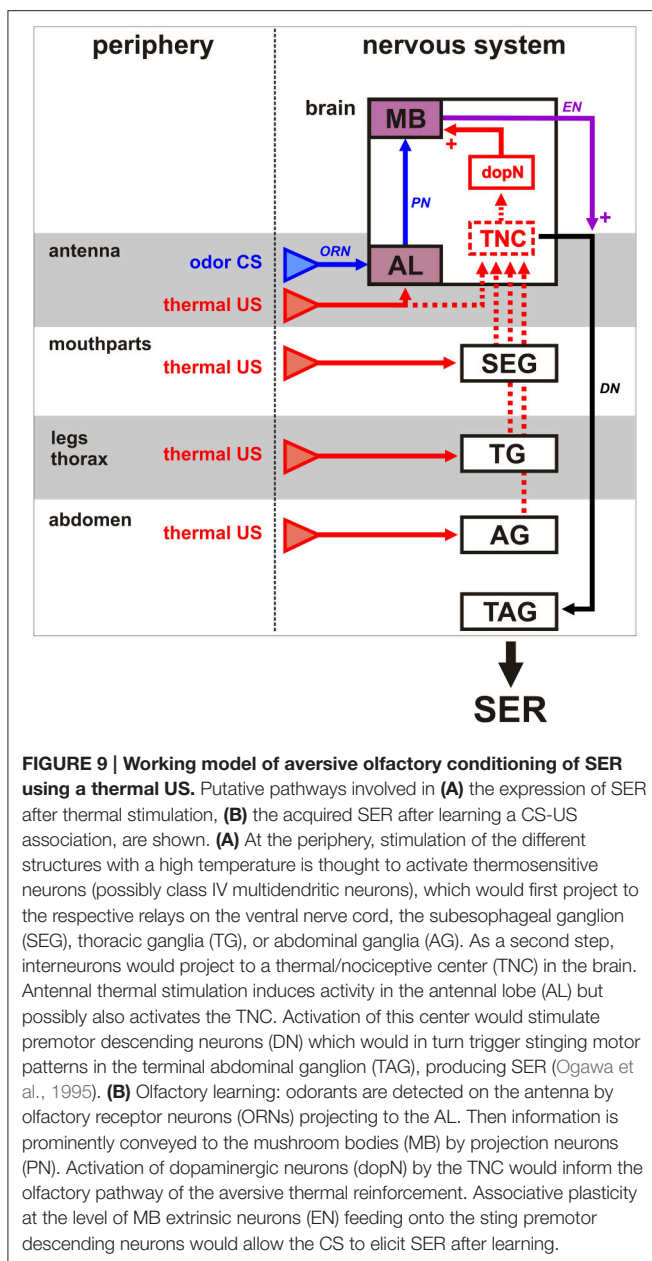 periphery
nervous system
brain
MB
EN
+
dopN
+
PN
TNC
antenna
odor CS
ORN
AL
thermal US
mouthparts
thermal US
SEG
DN
legs
thorax
thermal US
TG
abdomen
thermal US
AG
TAG
SER
FIGURE 9 | Working model of aversive olfactory conditioning of SER
using a thermal US. Putative pathways involved in (A) the expression of SER
after thermal stimulation, (B) the acquired SER after learning a CS-US
association, are shown. (A) At the periphery, stimulation of the different
structures with a high temperature is thought to activate thermosensitive
neurons (possibly class IV multidendritic neurons), which would first project to
the respective relays on the ventral nerve cord, the subesophageal ganglion
(SEG), thoracic ganglia (TG), or abdominal ganglia (AG). As a second step,
interneurons would project to a thermal/nociceptive center (TNC) in the brain.
Antennal thermal stimulation induces activity in the antennal lobe (AL) but
possibly also activates the TNC. Activation of this center would stimulate
premotor descending neurons (DN) which would in turn trigger stinging motor
patterns in the terminal abdominal ganglion (TAG), producing SER (Ogawa
et al., 1995). (B) Olfactory learning: odorants are detected on the antenna by
olfactory receptor neurons (ORNs) projecting to the AL. Then information is
prominently conveyed to the mushroom bodies (MB) by projection neurons
(PN). Activation of dopaminergic neurons (dopN) by the TNC would inform the
olfactory pathway of the aversive thermal reinforcement. Associative plasticity
at the level of MB extrinsic neurons (EN) feeding onto the sting premotor
descending neurons would allow the CS to elicit SER after learning.